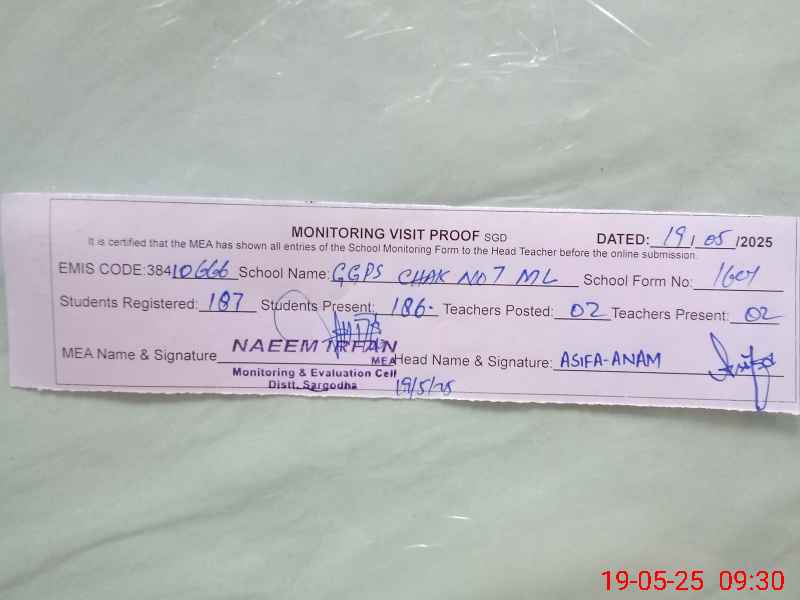 MONITORING VISIT PROOF SGD DATED: 19/05/2025
It is certified that the MEA has shown all entries of the School Monitoring Form to the Head Teacher before the online submission.
EMIS CODE:38410666 School Name: GGPS CHAK NO 7 ML School Form No:
Students Registered: 187 Students Present: 186. Teachers Posted: 02 Teachers Present: 02
NAEEM IRFAN
MEA Name & Signature MEA Head Name & Signature: ASIFA-ANAM
Monitoring & Evaluation Cell
Distt. Sargodha 19/5/25
19-05-25 09:30